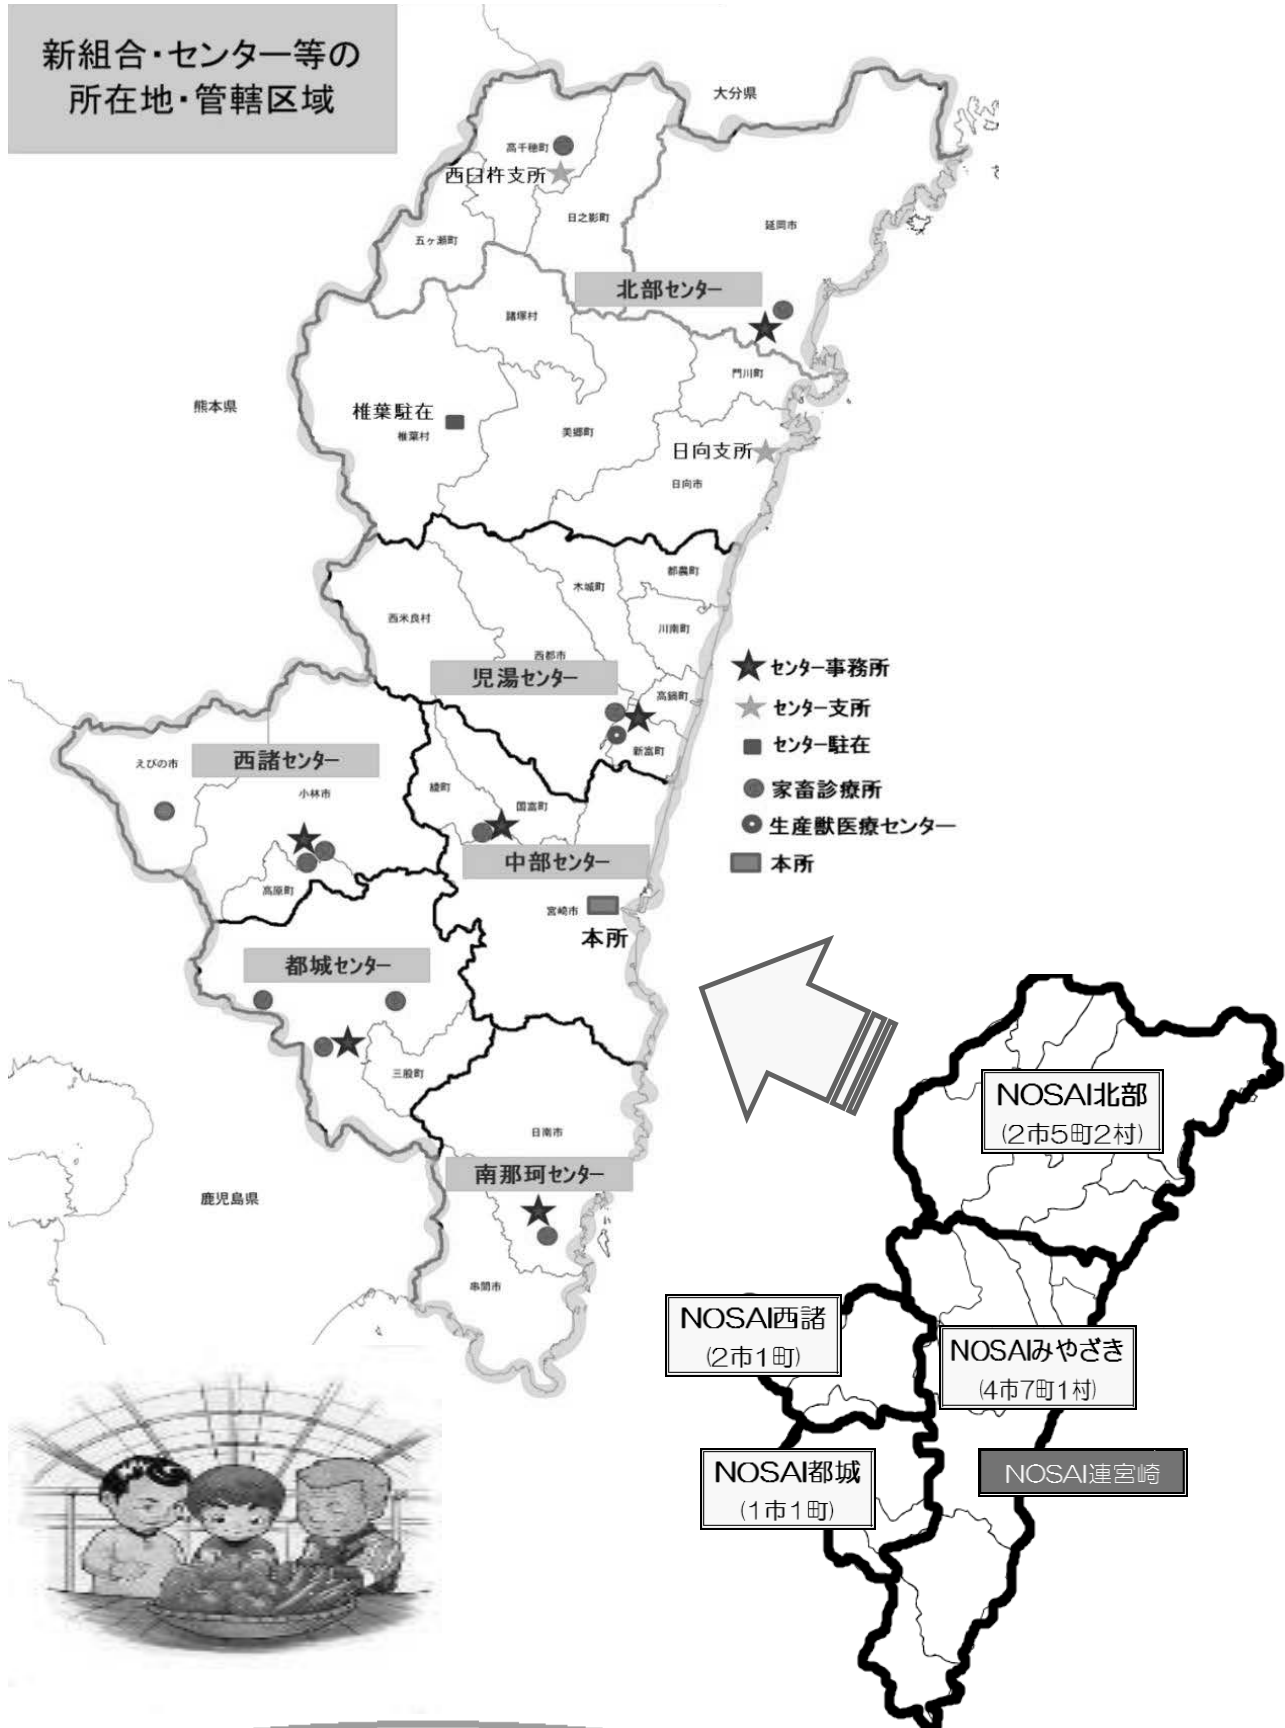 新組合・センター等の
所在地・管轄区域
大分県
高千穂町
西臼杵支所
日之影町
延岡市
五ヶ瀬町
北部センター
諸塚村
門川町
熊本県
椎葉駐在
椎葉村
美郷町
日向支所
日向市
都農町
木城町
西米良村
川南町
西都市
児湯センター
高鍋町
新富町
センター事務所
センター支所
センター駐在
家畜診療所
生産獣医療センター
本所
えびの市
西諸センター
小林市
綾町
国富町
中部センター
高原町
宮崎市
本所
都城センター
三股町
日南市
南那珂センター
鹿児島県
串間市
NOSAI北部
(2市5町2村)
NOSAI西諸
(2市1町)
NOSAIみやざき
(4市7町1村)
NOSAI都城
(1市1町)
NOSAI連宮崎